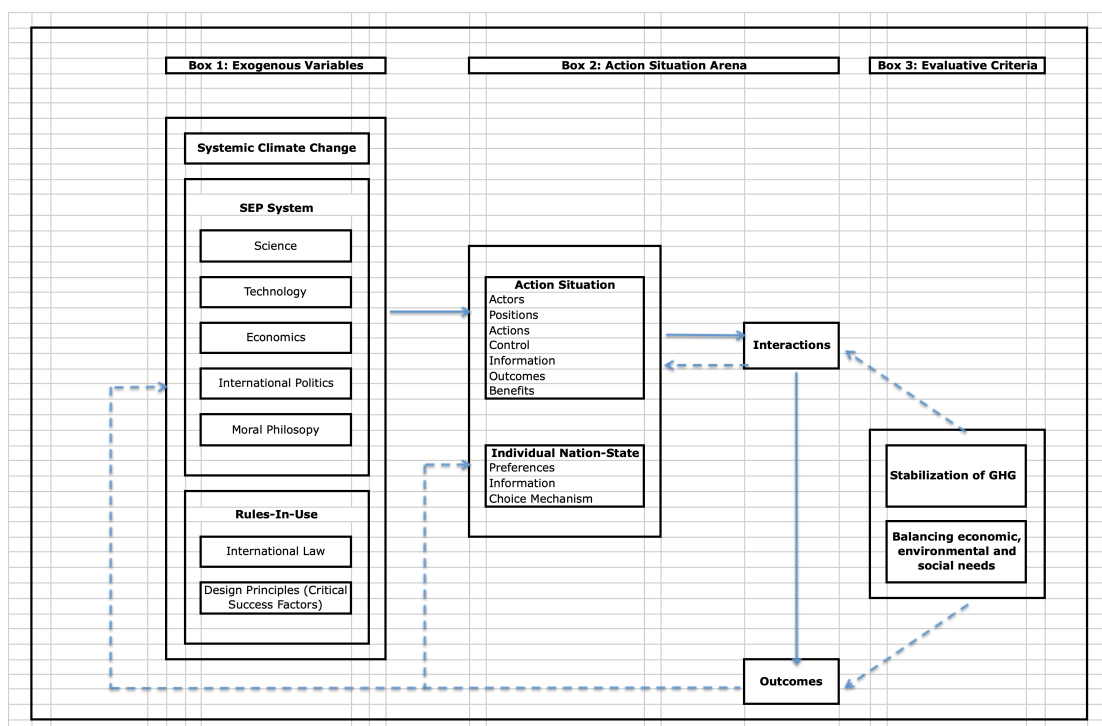 Box 1: Exogenous Variables
Box 2: Action Situation Arena
Box 3: Evaluative Criteria
Systemic Climate Change
SEP System
Science
Technology
Economics
International Politics
Moral Philosopy
Rules-In-Use
International Law
Design Principles (Critical
Success Factors)
Action Situation
Actors
Positions
Actions
Control
Information
Outcomes
Benefits
Individual Nation-State
Preferences
Information
Choice Mechanism
Interactions
Outcomes
Stabilization of GHG
Balancing economic,
environmental and
social needs